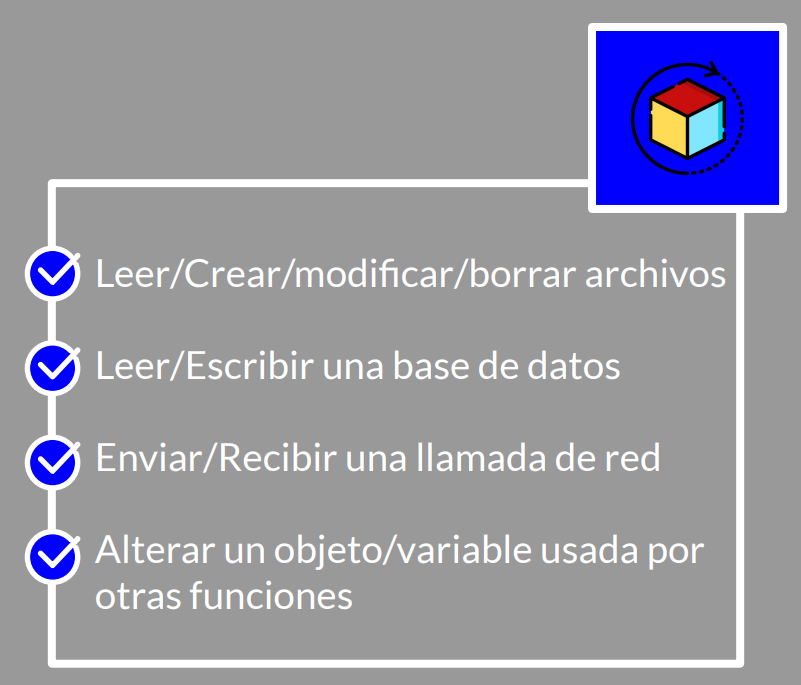 Leer/Crear/modificar/borrar archivos
Leer/Escribir una base de datos
Enviar/Recibir una llamada de red
Alterar un objeto/variable usada por
otras funciones